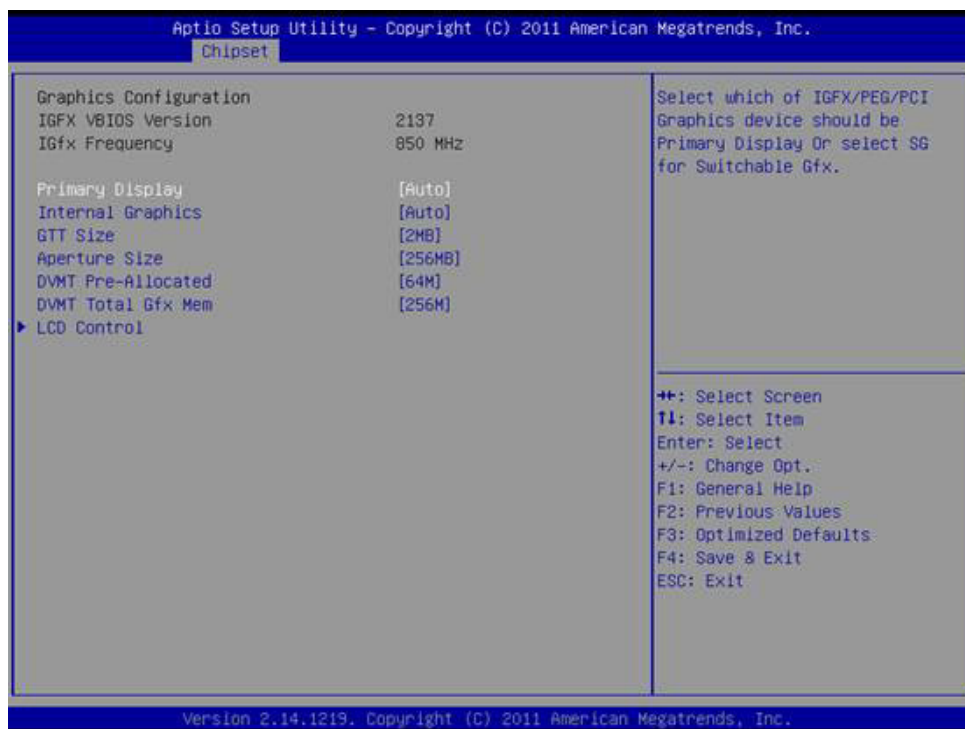 Aptio Setup Utility – Copyright (C) 2011 American Megatrends, Inc.
Chipset
Graphics Configuration
IGFX VBIOS Version 2137
IGfx Frequency 850 MHz
Primary Display [Auto]
Internal Graphics [Auto]
GTT Size [2MB]
Aperture Size [256MB]
DVMT Pre-Allocated [64M]
DVMT Total Gfx Mem [256M]
▶ LCD Control
Select which of IGFX/PEG/PCI
Graphics device should be
Primary Display Or select SG
for Switchable Gfx.
→←: Select Screen
↑↓: Select Item
Enter: Select
+/-: Change Opt.
F1: General Help
F2: Previous Values
F3: Optimized Defaults
F4: Save & Exit
ESC: Exit
Version 2.14.1219. Copyright (C) 2011 American Megatrends, Inc.